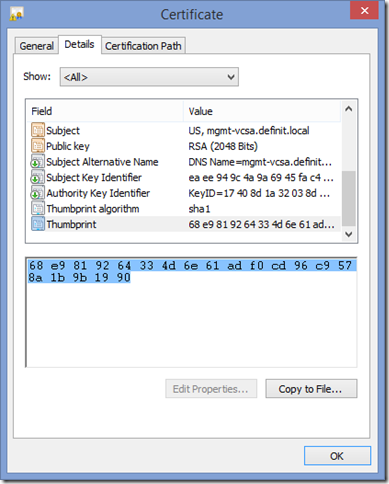 Certificate
General Details Certification Path
Show: <All>
Field Value
Subject US, mgmt-vcsa.definit.local
Public key RSA (2048 Bits)
Subject Alternative Name DNS Name=mgmt-vcsa.definit...
Subject Key Identifier ea ee 94 9c 4a 9a 69 45 fa c4 ...
Authority Key Identifier KeyID=17 40 8d 1a 32 03 8d ...
Thumbprint algorithm sha1
Thumbprint 68 e9 81 92 64 33 4d 6e 61 ad...
68 e9 81 92 64 33 4d 6e 61 ad f0 cd 96 c9 57
8a 1b 9b 19 90
Edit Properties... Copy to File...
OK